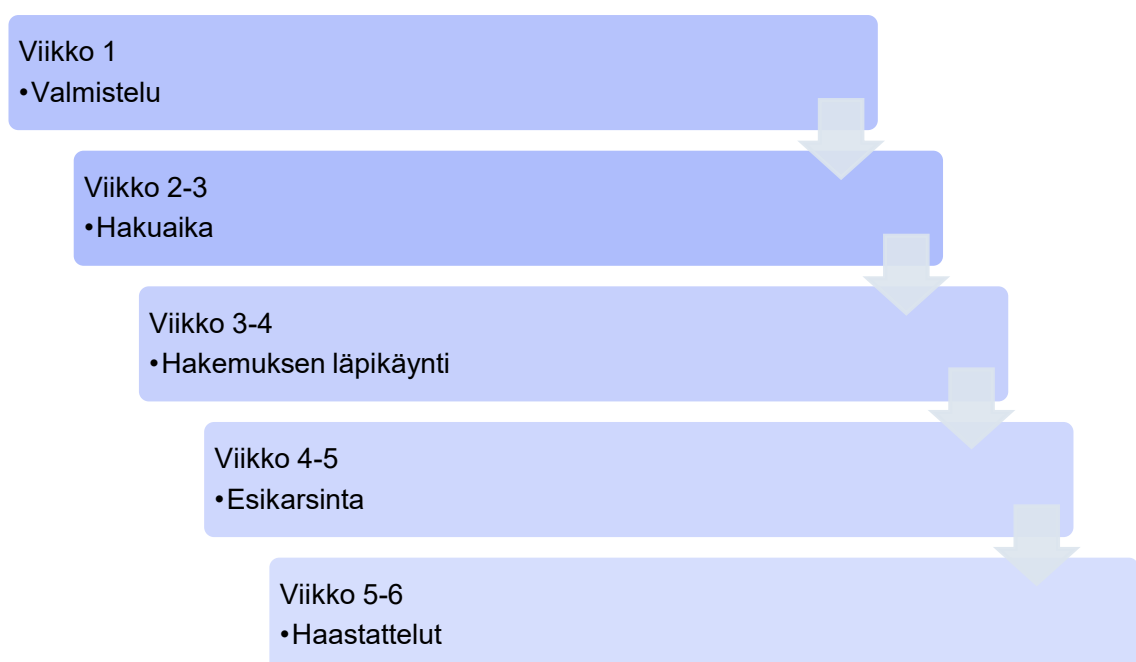 Viikko 1
•Valmistelu
Viikko 2-3
•Hakuaika
Viikko 3-4
•Hakemuksen läpikäynti
Viikko 4-5
•Esikarsinta
Viikko 5-6
•Haastattelut